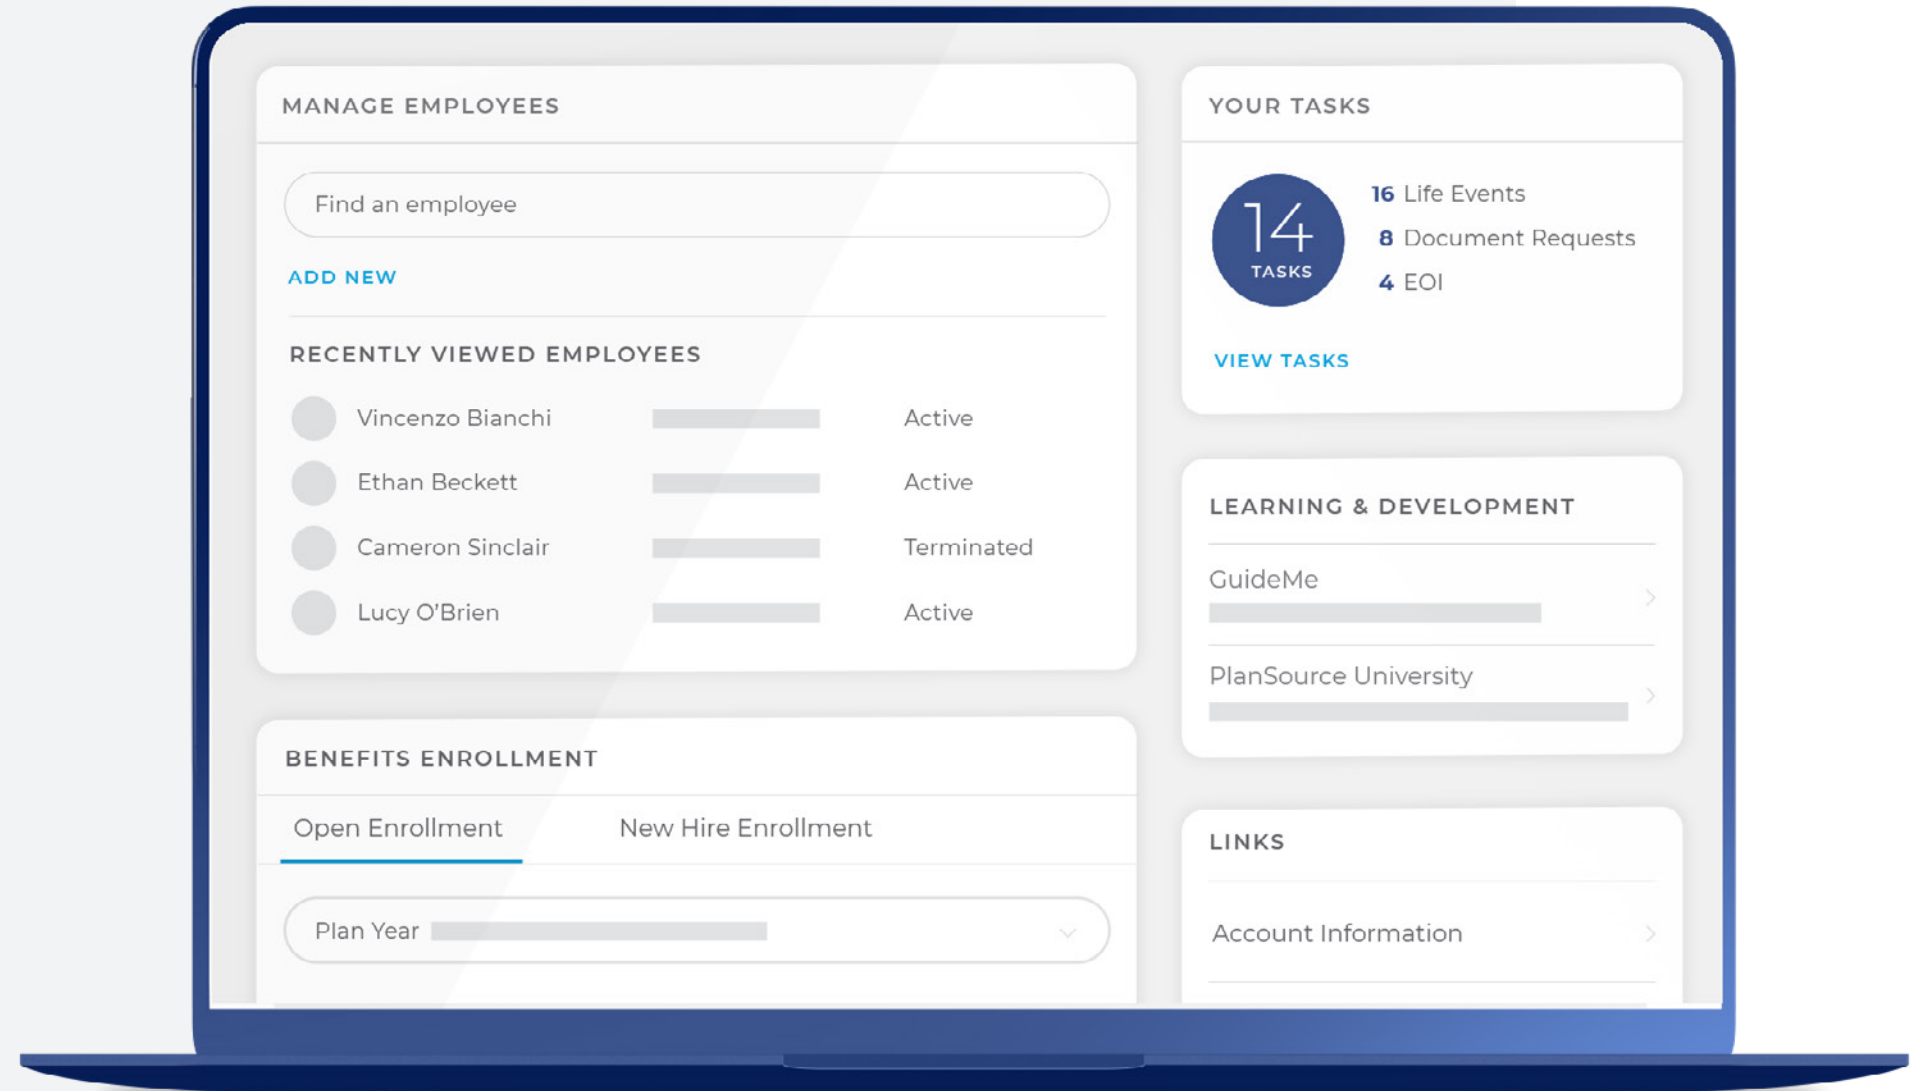 MANAGE EMPLOYEES
Find an employee
ADD NEW
RECENTLY VIEWED EMPLOYEES
Vincenzo Bianchi Active
Ethan Beckett Active
Cameron Sinclair Terminated
Lucy O'Brien Active
BENEFITS ENROLLMENT
Open Enrollment New Hire Enrollment
Plan Year
YOUR TASKS
14
TASKS
16 Life Events
8 Document Requests
4 EOI
VIEW TASKS
LEARNING & DEVELOPMENT
GuideMe
PlanSource University
LINKS
Account Information